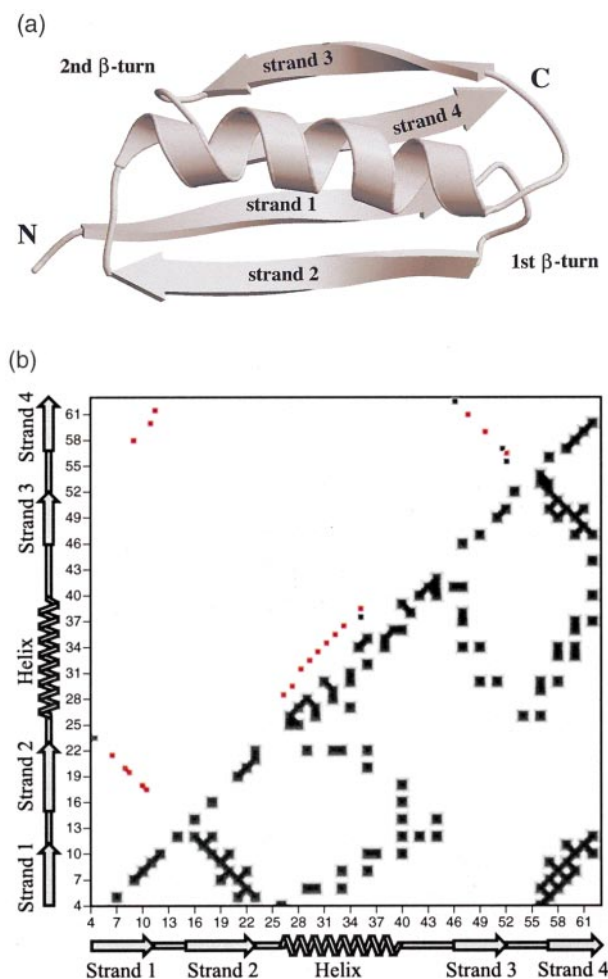 (a)
2nd β-turn
strand 3
C
strand 4
strand 1
N
strand 2
1st β-turn
(b)
Strand 4
Strand 3
Helix
Strand 2
Strand 1
61
58
55
52
49
46
43
40
37
34
31
28
25
22
19
16
13
10
7
4
4 7 10 13 16 19 22 25 28 31 34 37 40 43 46 49 52 55 58 61
Strand 1 Strand 2 Helix Strand 3 Strand 4